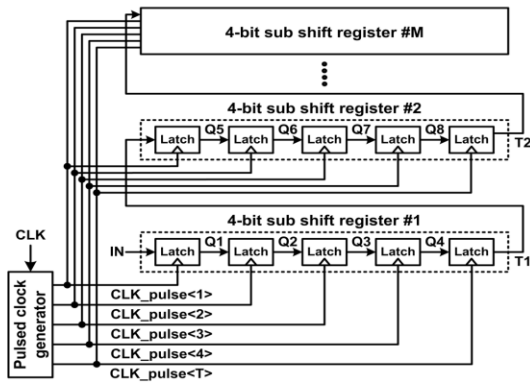 4-bit sub shift register #M
4-bit sub shift register #2
Latch Q5 Latch Q6 Latch Q7 Latch Q8 Latch
T2
4-bit sub shift register #1
CLK
IN Latch Q1 Latch Q2 Latch Q3 Latch Q4 Latch
T1
Pulsed clock
generator
CLK_pulse<1>
CLK_pulse<2>
CLK_pulse<3>
CLK_pulse<4>
CLK_pulse<T>